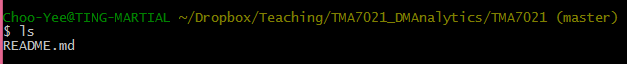 Choo-Yee@TING-MARTIAL ~/Dropbox/Teaching/TMA7021_DMAnalytics/TMA7021 (master)
$ ls
README.md